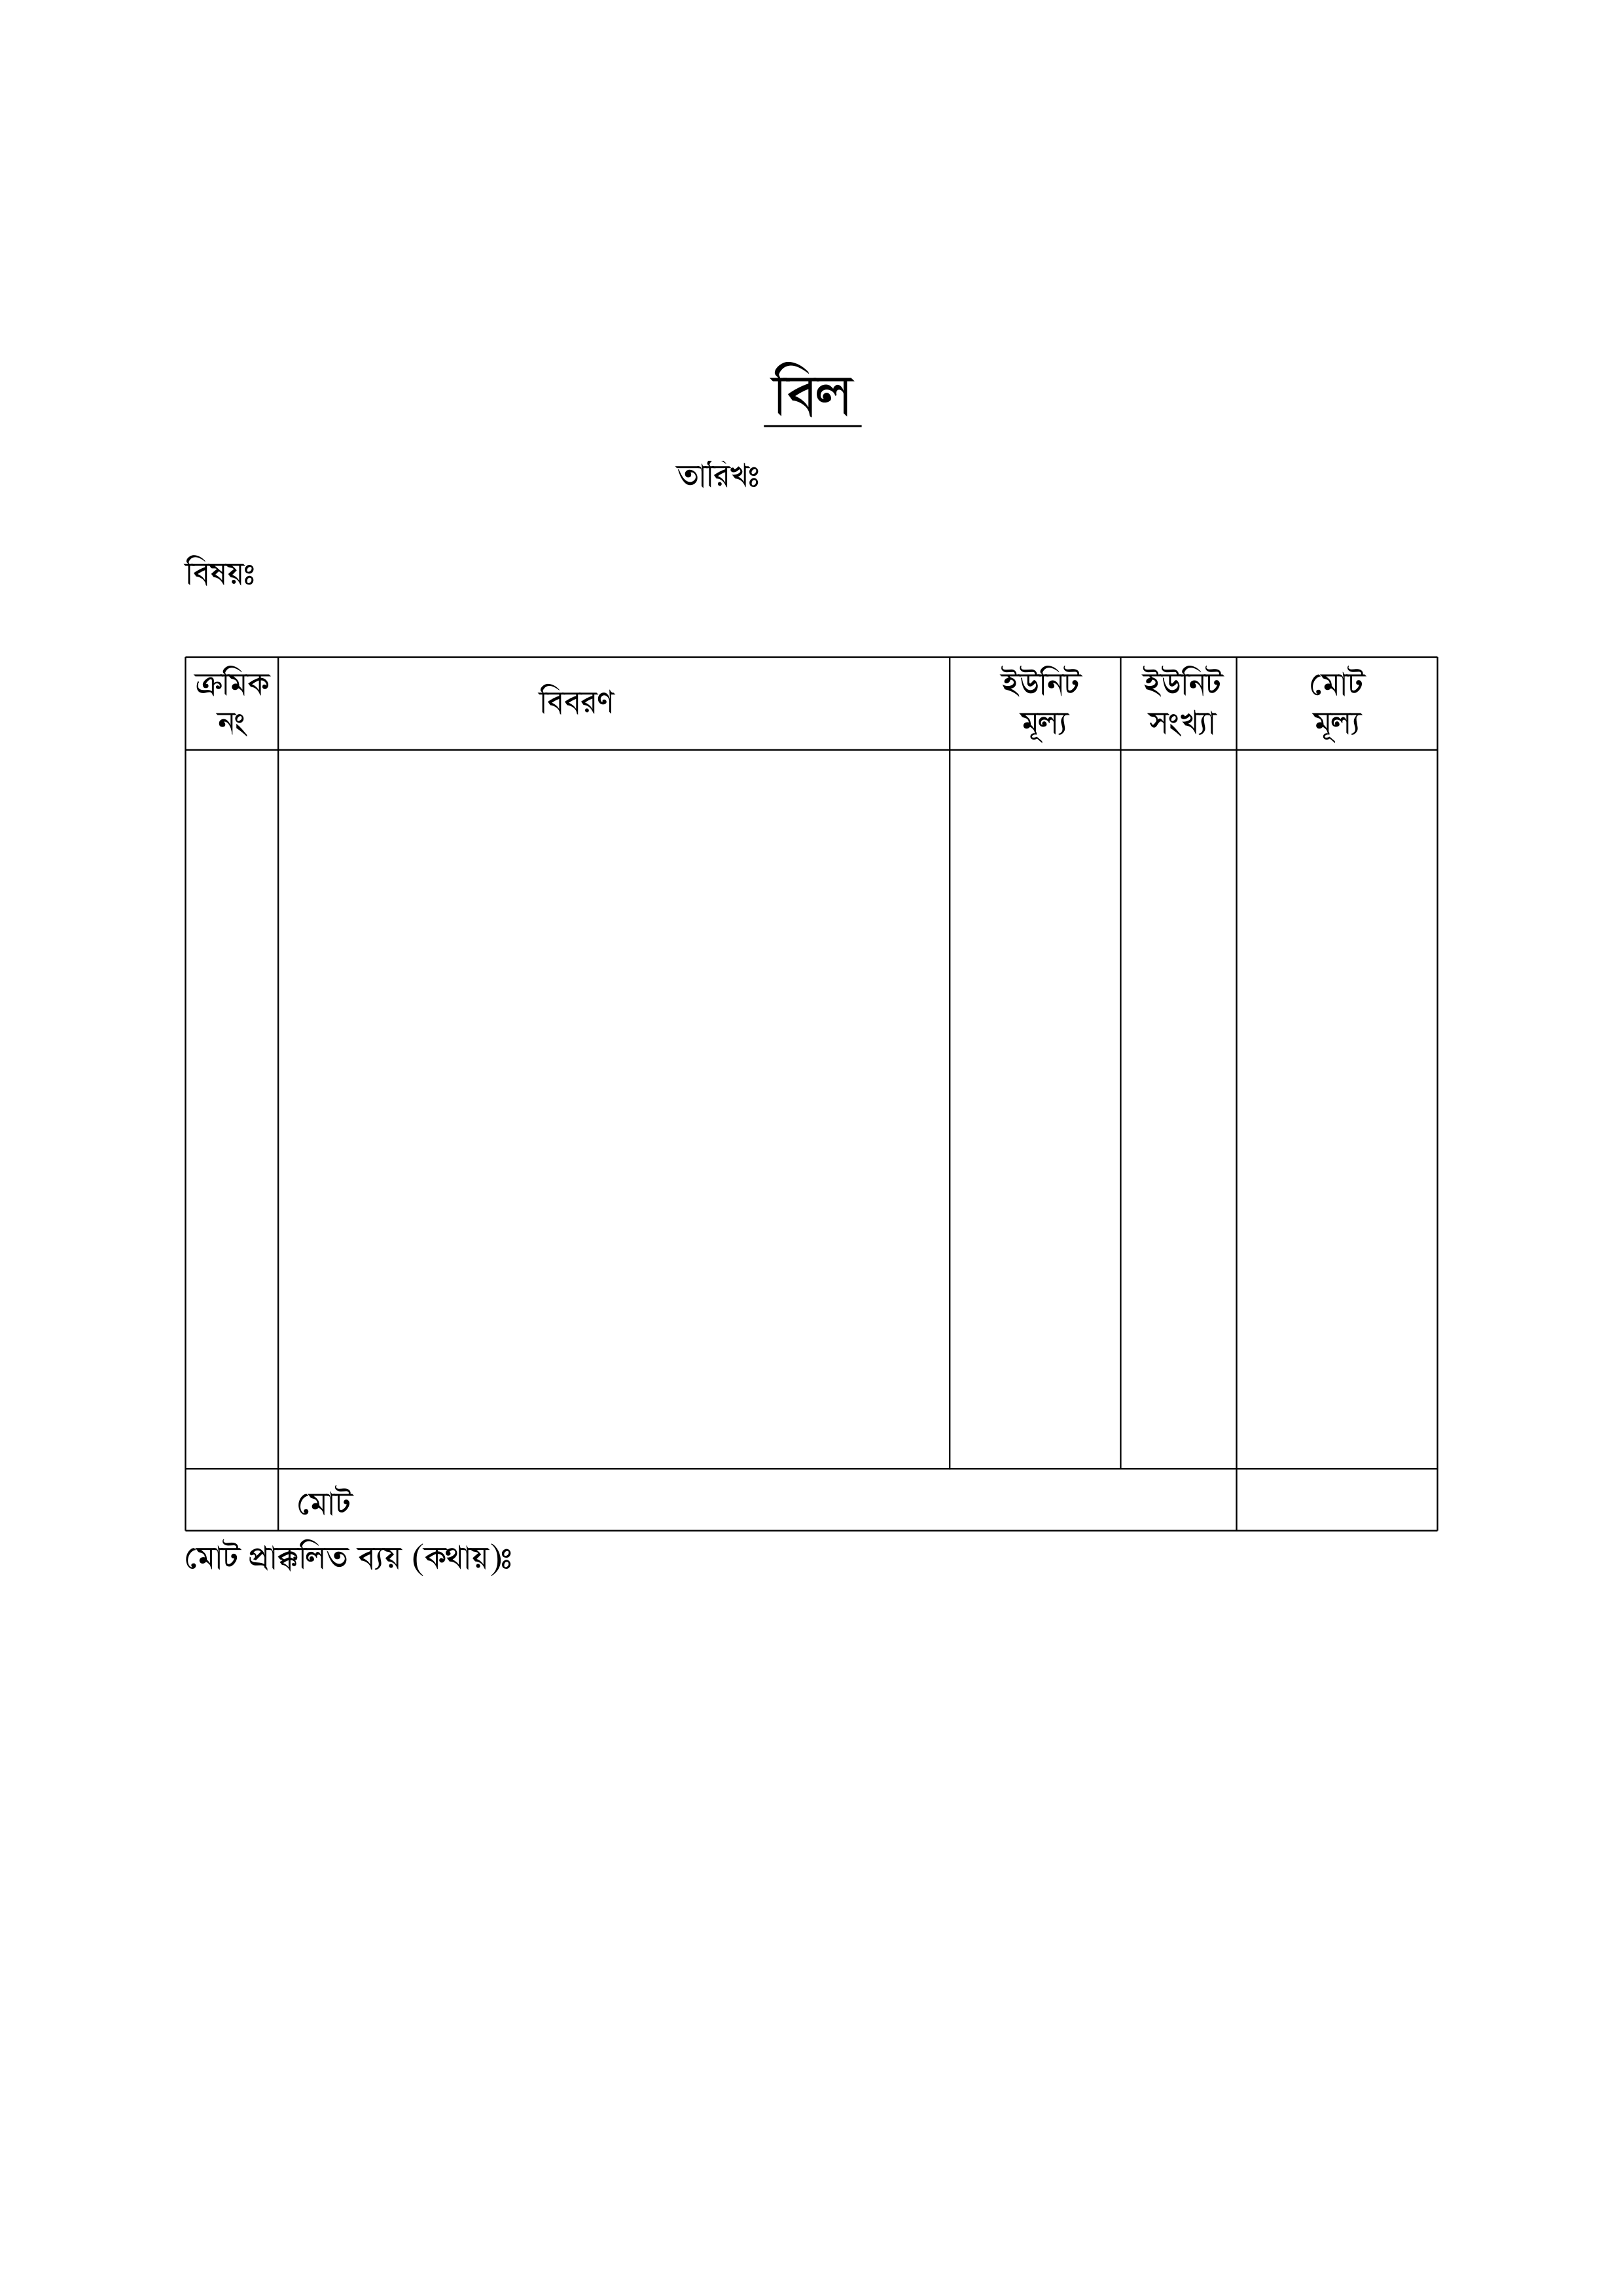 বিল
তারিখঃ
বিষয়ঃ
ক্রমিক নং বিবরণ ইউনিট মূল্য ইউনিট সংখ্যা মোট মূল্য
মোট
মোট প্রাক্কলিত ব্যয় (কথায়)ঃ